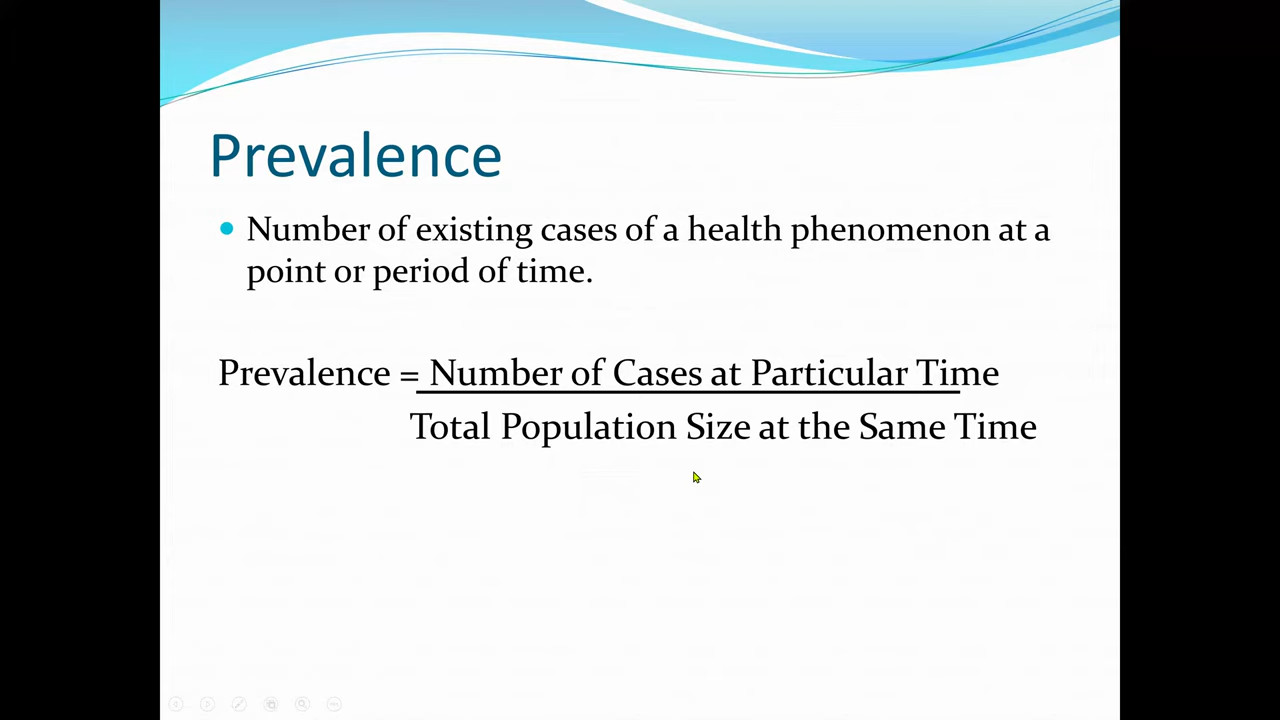 Prevalence
Number of existing cases of a health phenomenon at a
point or period of time.
Prevalence = Number of Cases at Particular Time
Total Population Size at the Same Time